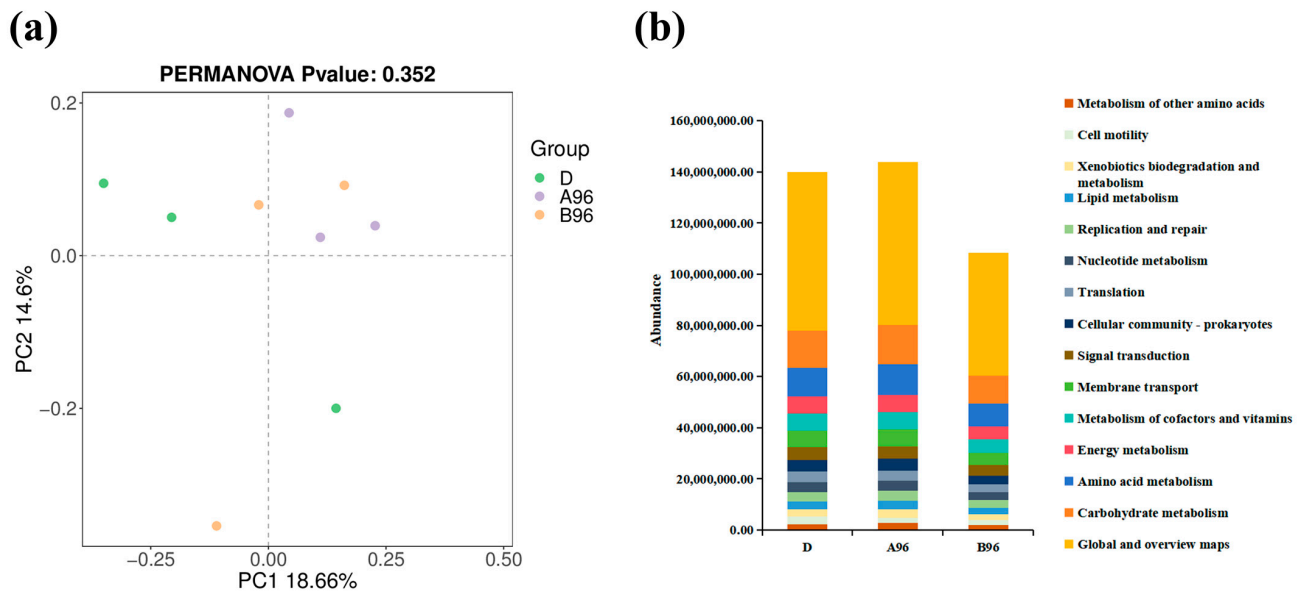 (a)
PERMANOVA Pvalue: 0.352
0.2
0.0
−0.2
PC2 14.6%
−0.25
0.00
0.25
0.50
PC1 18.66%
Group
D
A96
B96
(b)
160,000,000.00
140,000,000.00
120,000,000.00
100,000,000.00
80,000,000.00
60,000,000.00
40,000,000.00
20,000,000.00
0.00
Abundance
D
A96
B96
Metabolism of other amino acids
Cell motility
Xenobiotics biodegradation and
metabolism
Lipid metabolism
Replication and repair
Nucleotide metabolism
Translation
Cellular community - prokaryotes
Signal transduction
Membrane transport
Metabolism of cofactors and vitamins
Energy metabolism
Amino acid metabolism
Carbohydrate metabolism
Global and overview maps